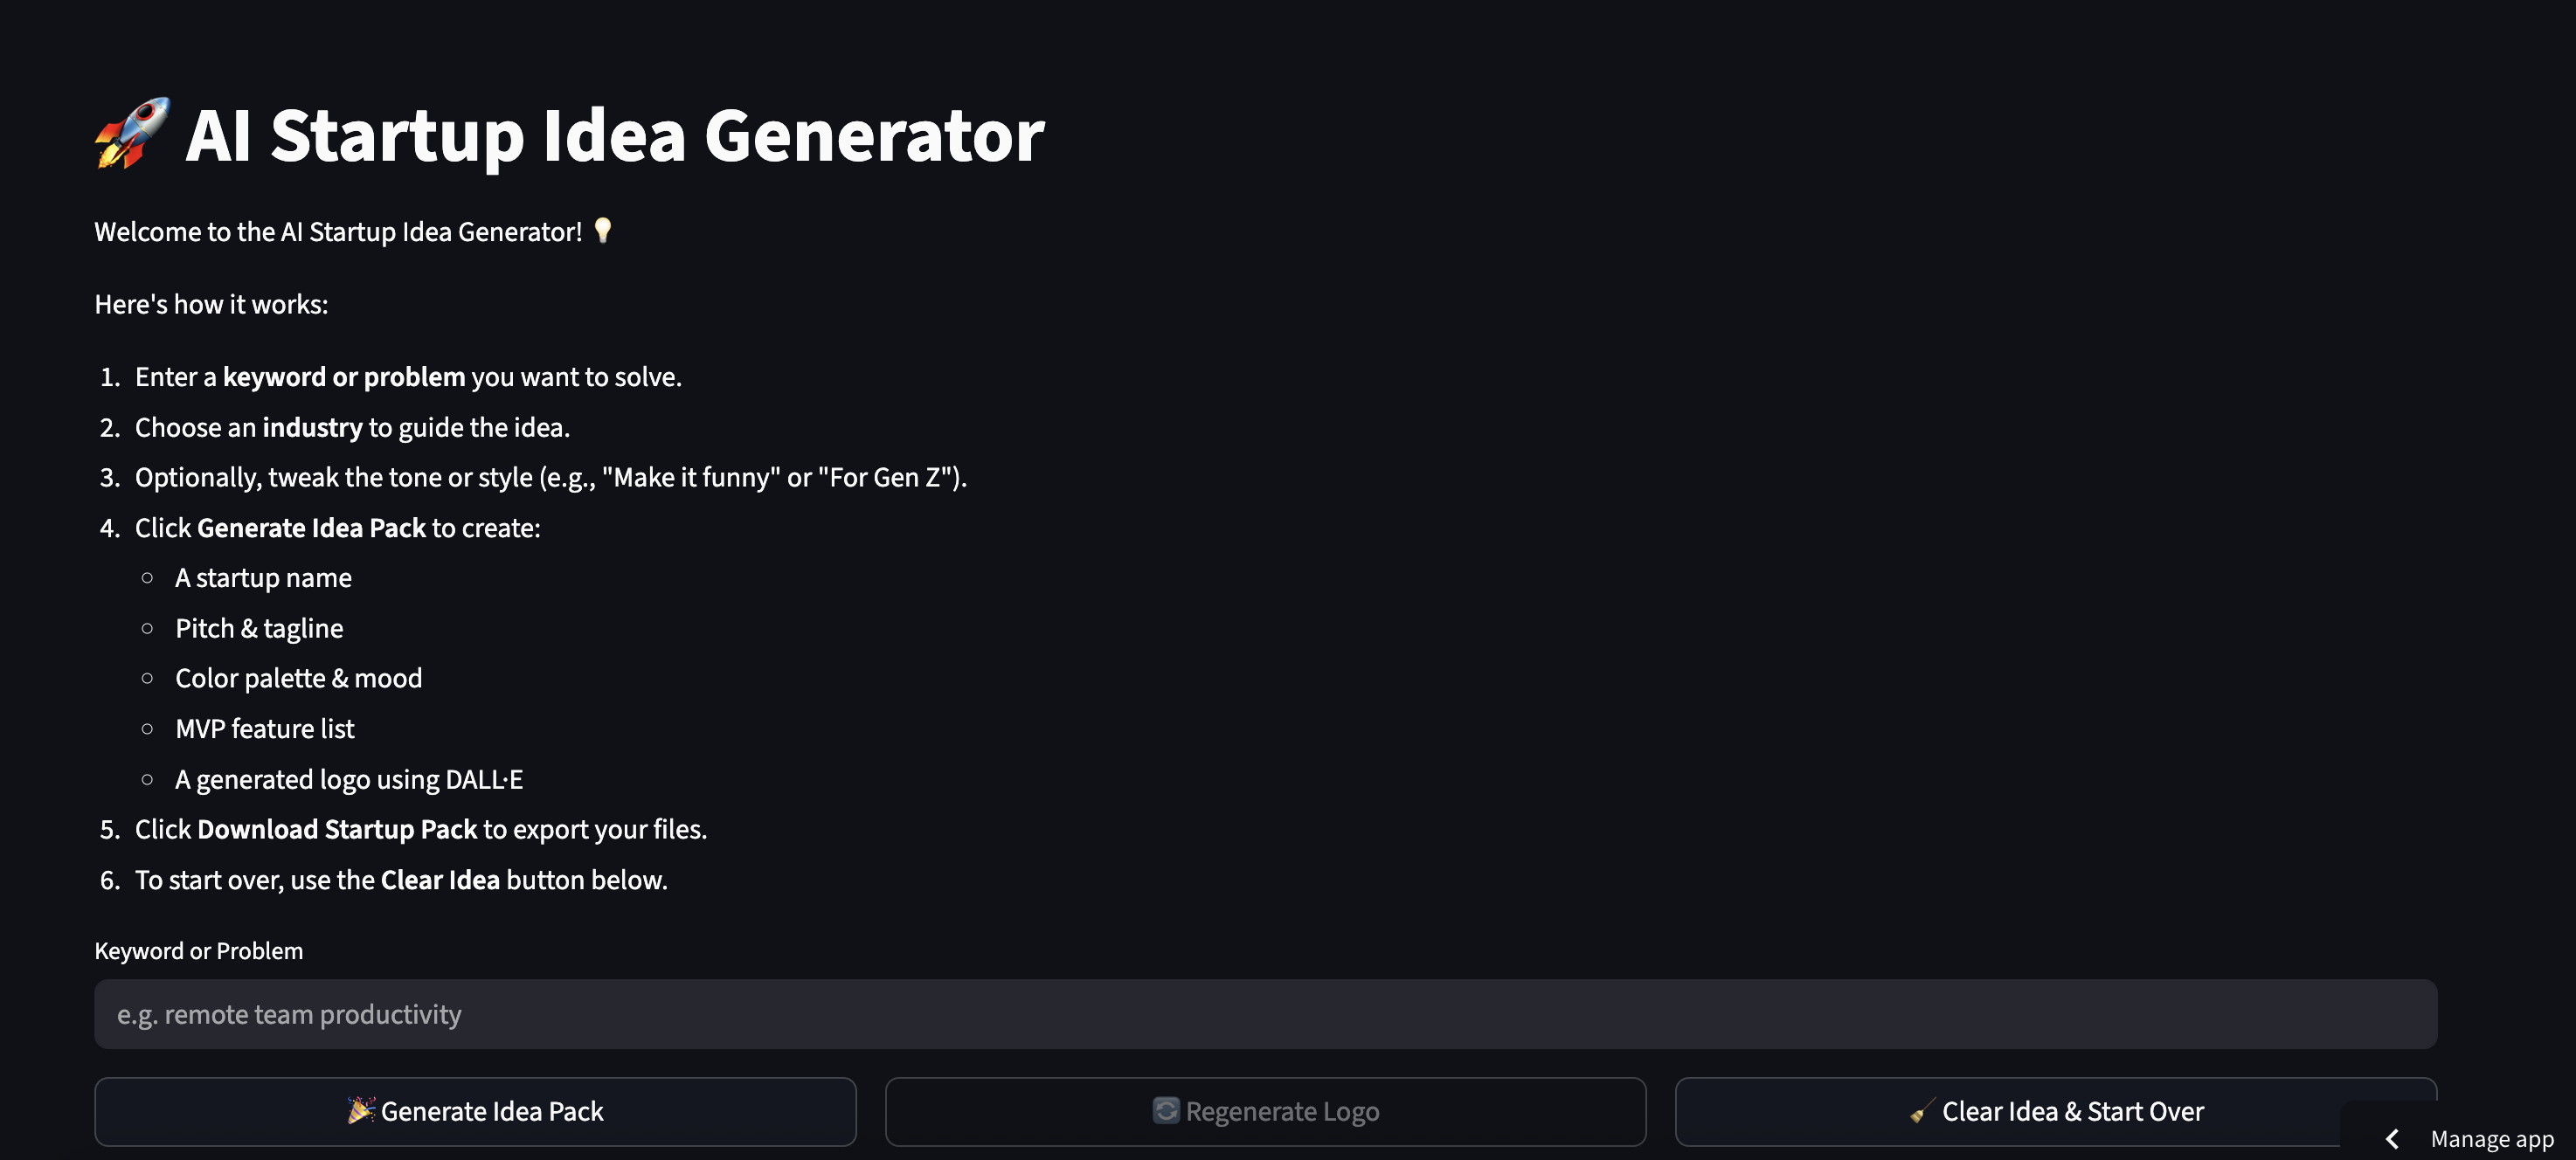 🚀 AI Startup Idea Generator
Welcome to the AI Startup Idea Generator! 💡
Here's how it works:
1. Enter a keyword or problem you want to solve.
2. Choose an industry to guide the idea.
3. Optionally, tweak the tone or style (e.g., "Make it funny" or "For Gen Z").
4. Click Generate Idea Pack to create:
○ A startup name
○ Pitch & tagline
○ Color palette & mood
○ MVP feature list
○ A generated logo using DALL·E
5. Click Download Startup Pack to export your files.
6. To start over, use the Clear Idea button below.
Keyword or Problem
e.g. remote team productivity
🎉 Generate Idea Pack
🔄 Regenerate Logo
🧹 Clear Idea & Start Over
Manage app